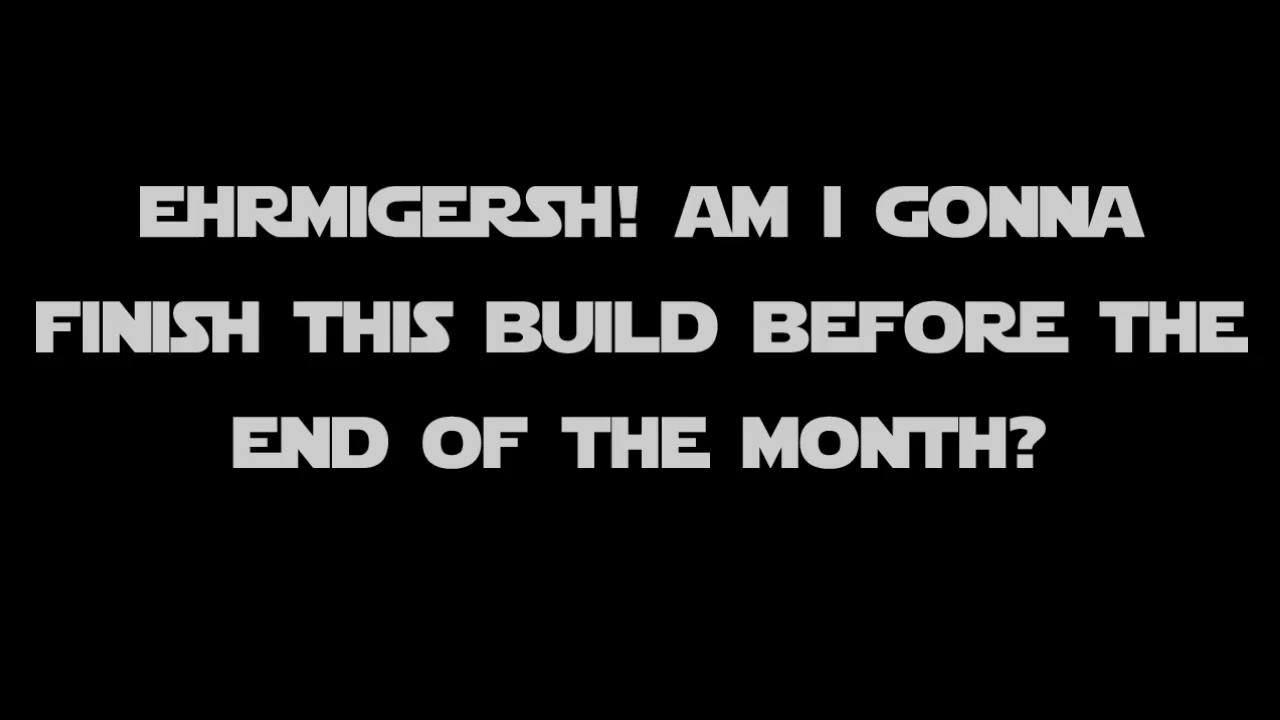 EHRMIGERSH! AM I GONNA
FINISH THIS BUILD BEFORE THE
END OF THE MONTH?